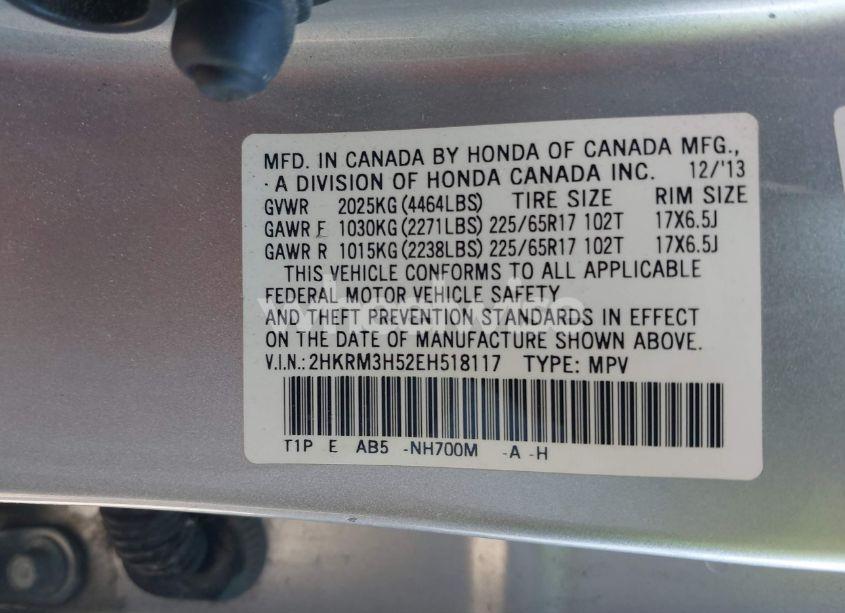 MFD. IN CANADA BY HONDA OF CANADA MFG.,
A DIVISION OF HONDA CANADA INC. 12/'13
GVWR 2025KG (4464LBS) TIRE SIZE RIM SIZE
GAWR F 1030KG (2271LBS) 225/65R17 102T 17X6.5J
GAWR R 1015KG (2238LBS) 225/65R17 102T 17X6.5J
THIS VEHICLE CONFORMS TO ALL APPLICABLE
FEDERAL MOTOR VEHICLE SAFETY
AND THEFT PREVENTION STANDARDS IN EFFECT
ON THE DATE OF MANUFACTURE SHOWN ABOVE.
V.I.N.: 2HKRM3H52EH518117 TYPE: MPV
T1P E AB5 -NH700M -A -H